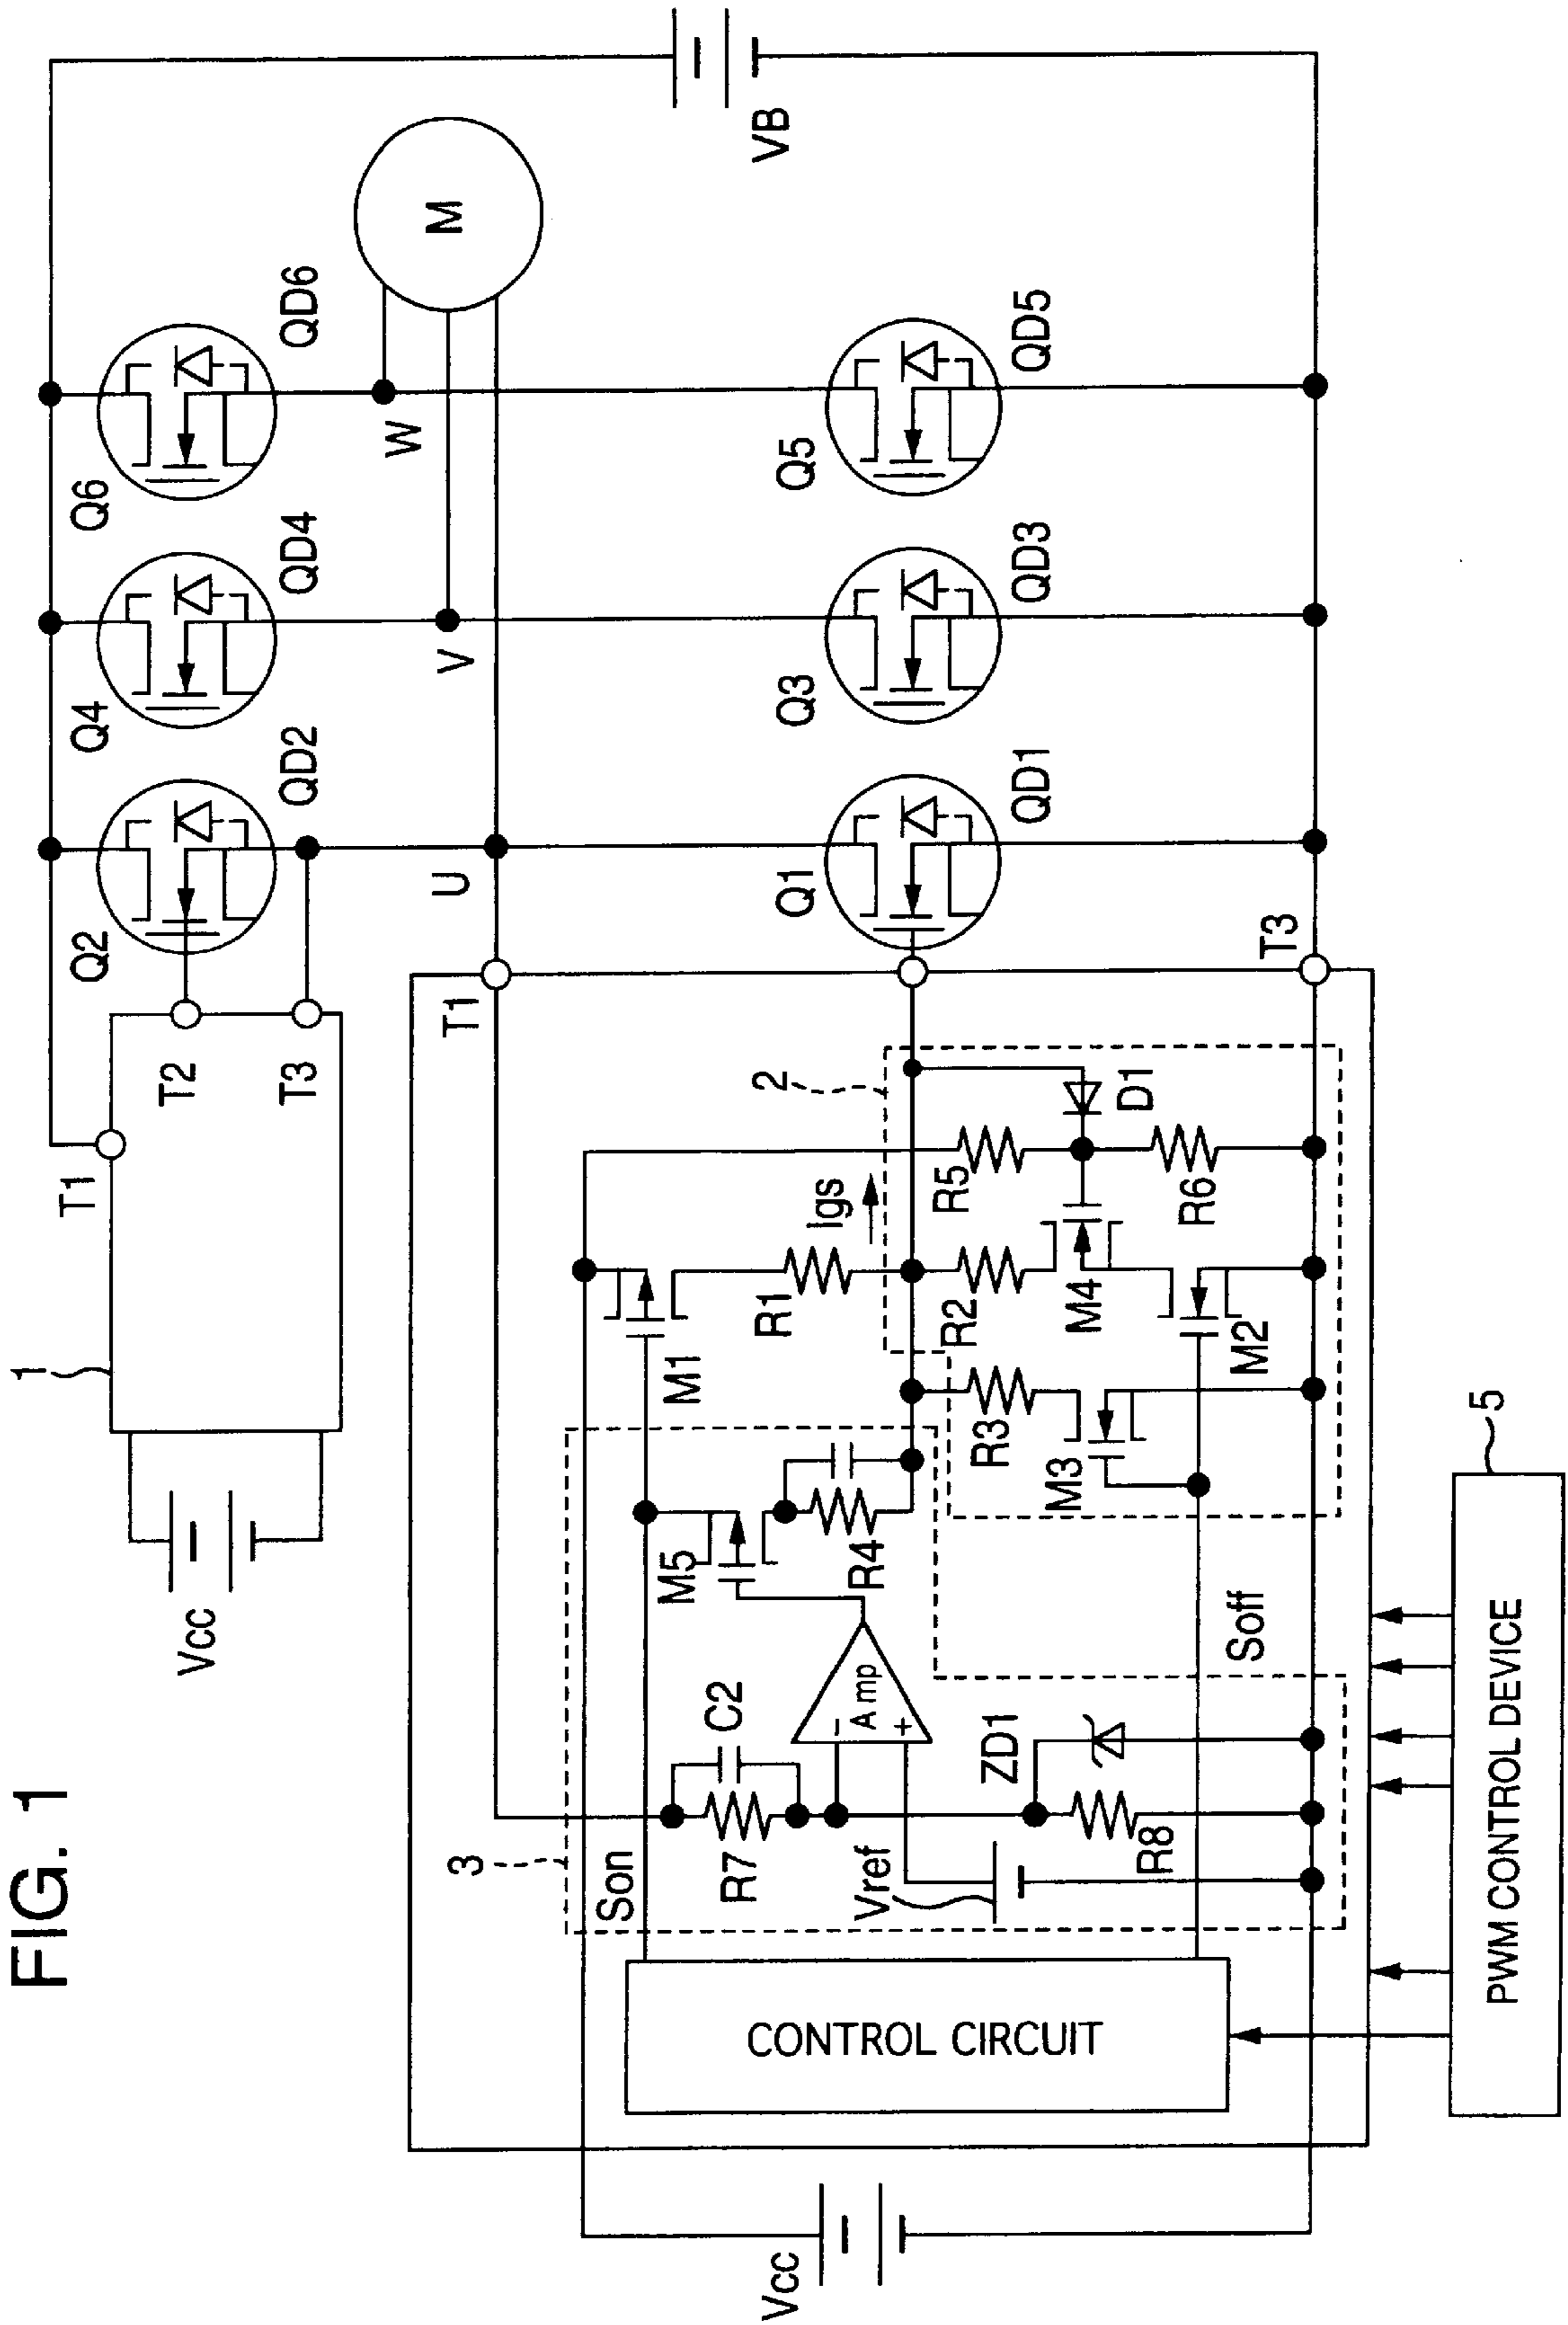 FIG. 1
1
Vcc
T1
T2
T3
Q2
QD2
Q4
QD4
Q6
QD6
U
V
W
M
VB
T1
T3
Q1
QD1
Q3
QD3
Q5
QD5
3
Son
R7
C2
Vref
Amp
−
+
ZD1
R8
M5
R4
M1
R1
Igs
2
R3
M3
R2
M4
M2
R5
R6
D1
Soff
CONTROL CIRCUIT
Vcc
PWM CONTROL DEVICE
5